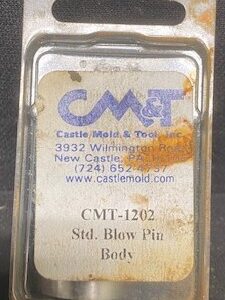 CM&T
Castle Mold & Tool, Inc.
3932 Wilmington Road
New Castle, PA
(724) 652-4737
www.castlemold.com
CMT-1202
Std. Blow Pin
Body